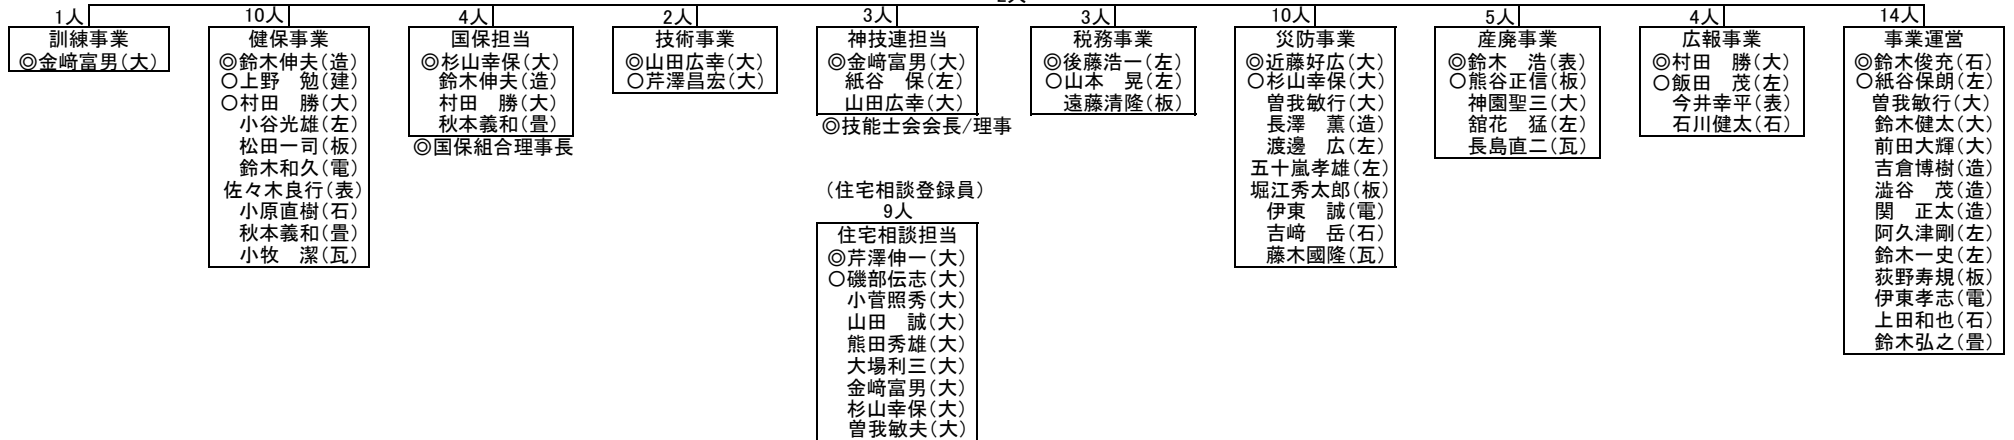 1人
訓練事業
◎金﨑富男(大)
10人
健保事業
◎鈴木伸夫(造)
○上野　勉(建)
○村田　勝(大)
小谷光雄(左)
松田一司(板)
鈴木和久(電)
佐々木良行(表)
小原直樹(石)
秋本義和(畳)
小牧　潔(瓦)
4人
国保担当
◎杉山幸保(大)
鈴木伸夫(造)
村田　勝(大)
秋本義和(畳)
◎国保組合理事長
2人
技術事業
◎山田広幸(大)
○芹澤昌宏(大)
3人
神技連担当
◎金﨑富男(大)
紙谷　保(左)
山田広幸(大)
◎技能士会会長/理事
(住宅相談登録員)
9人
住宅相談担当
◎芹澤伸一(大)
○磯部伝志(大)
小菅照秀(大)
山田　誠(大)
熊田秀雄(大)
大場利三(大)
金﨑富男(大)
杉山幸保(大)
曽我敏夫(大)
3人
税務事業
◎後藤浩一(左)
○山本　晃(左)
遠藤清隆(板)
10人
災防事業
◎近藤好広(大)
○杉山幸保(大)
曽我敏行(大)
長澤　薫(造)
渡邊　広(左)
五十嵐孝雄(左)
堀江秀太郎(板)
伊東　誠(電)
吉﨑　岳(石)
藤木國隆(瓦)
5人
産廃事業
◎鈴木　浩(表)
○熊谷正信(板)
神園聖三(大)
舘花　猛(左)
長島直二(瓦)
4人
広報事業
◎村田　勝(大)
○飯田　茂(左)
今井幸平(表)
石川健太(石)
14人
事業運営
◎鈴木俊充(石)
○紙谷保朗(左)
曽我敏行(大)
鈴木健太(大)
前田大輝(大)
吉倉博樹(造)
澁谷　茂(造)
関　正太(造)
阿久津剛(左)
鈴木一史(左)
荻野寿規(板)
伊東孝志(電)
上田和也(石)
鈴木弘之(畳)